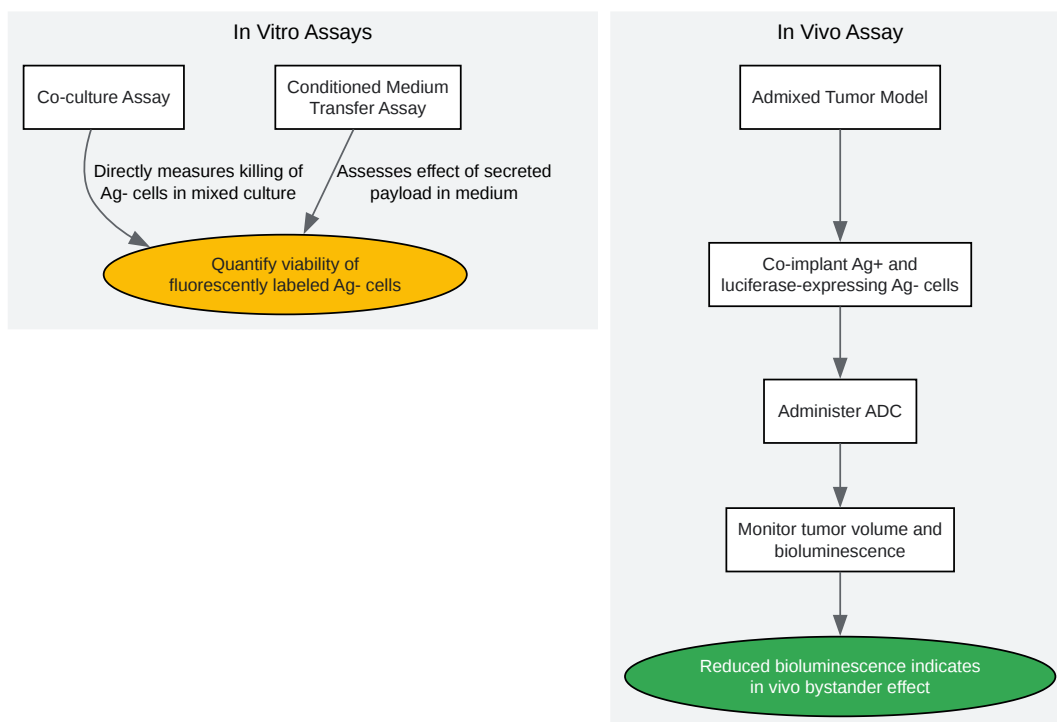 In Vitro Assays
Co-culture Assay
Conditioned Medium
Transfer Assay
Directly measures killing of
Ag- cells in mixed culture
Assesses effect of secreted
payload in medium
Quantify viability of
fluorescently labeled Ag- cells
In Vivo Assay
Admixed Tumor Model
Co-implant Ag+ and
luciferase-expressing Ag- cells
Administer ADC
Monitor tumor volume and
bioluminescence
Reduced bioluminescence indicates
in vivo bystander effect